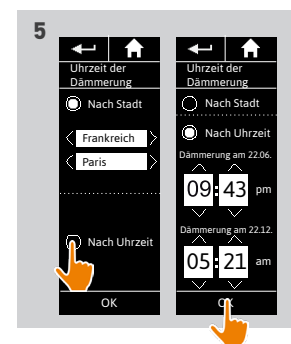 5
Uhrzeit der
Dämmerung
Nach Stadt
Frankreich
Paris
Nach Uhrzeit
OK
Uhrzeit der
Dämmerung
Nach Stadt
Nach Uhrzeit
Dämmerung am 22.06.
09:43 pm
Dämmerung am 22.12.
05:21 am
OK